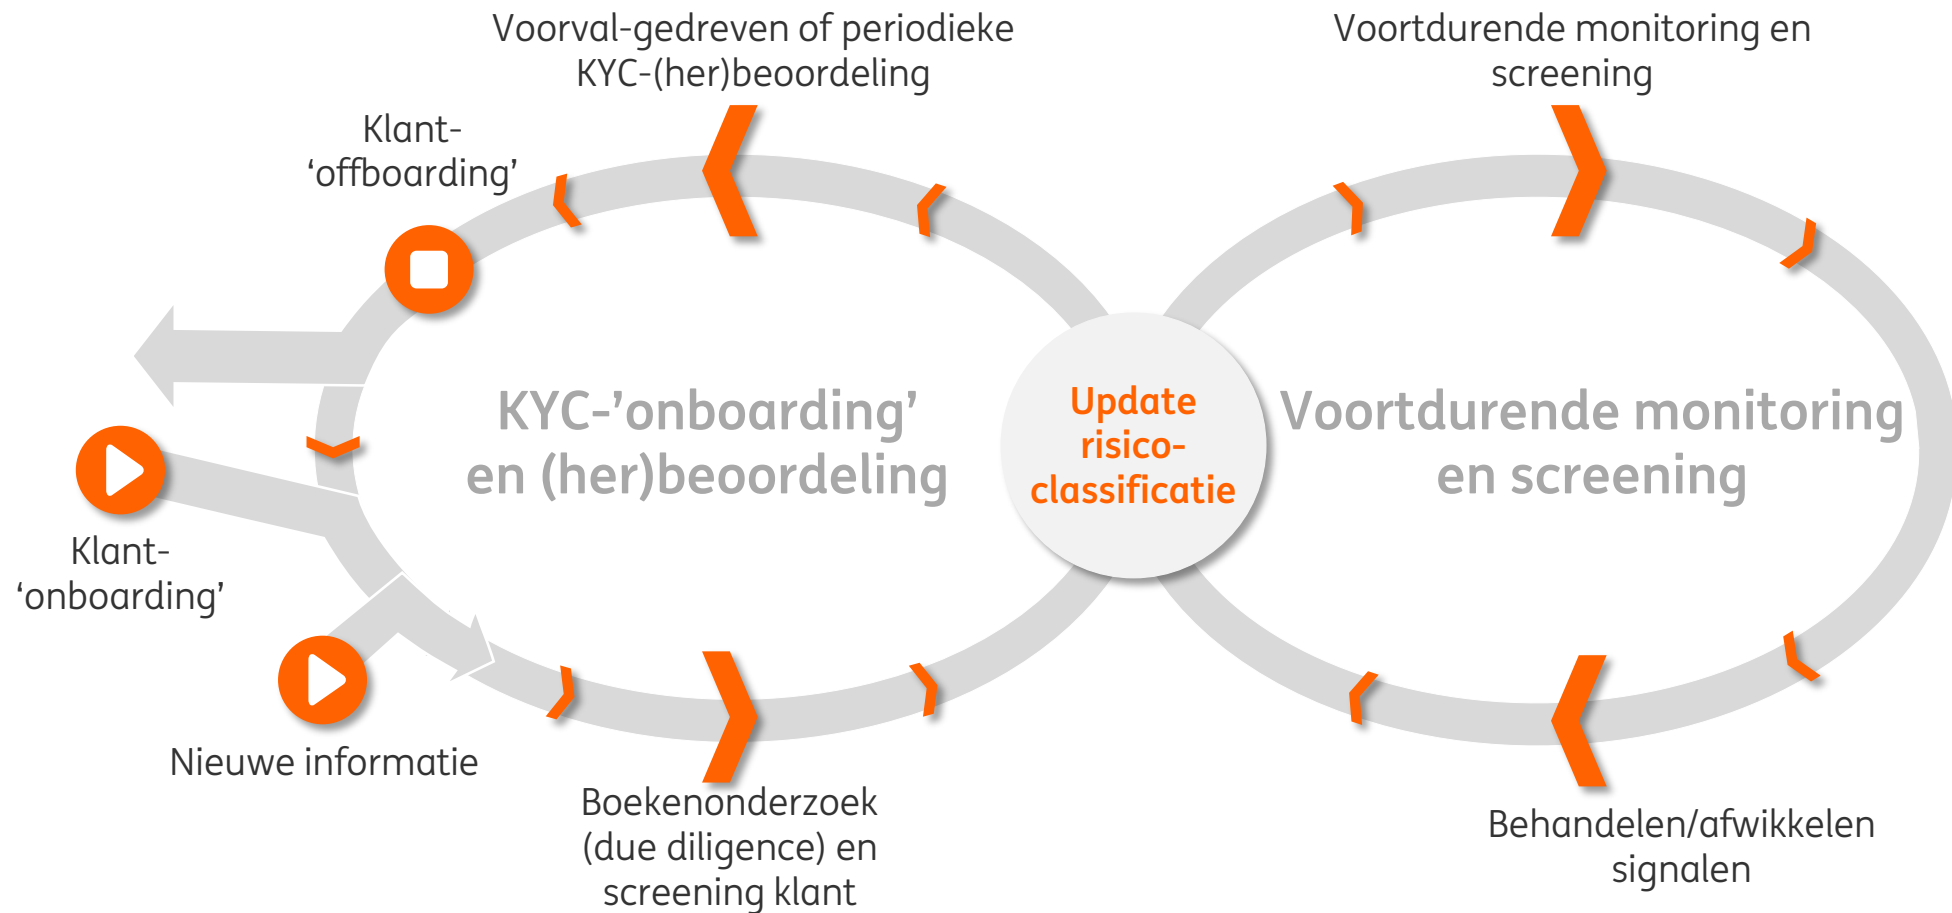 Voorval-gedreven of periodieke
KYC-(her)beoordeling
Voortdurende monitoring en
screening
Klant-
‘offboarding’
KYC-’onboarding’
en (her)beoordeling
Update
risico-
classificatie
Voortdurende monitoring
en screening
Klant-
‘onboarding’
Nieuwe informatie
Boekenonderzoek
(due diligence) en
screening klant
Behandelen/afwikkelen
signalen